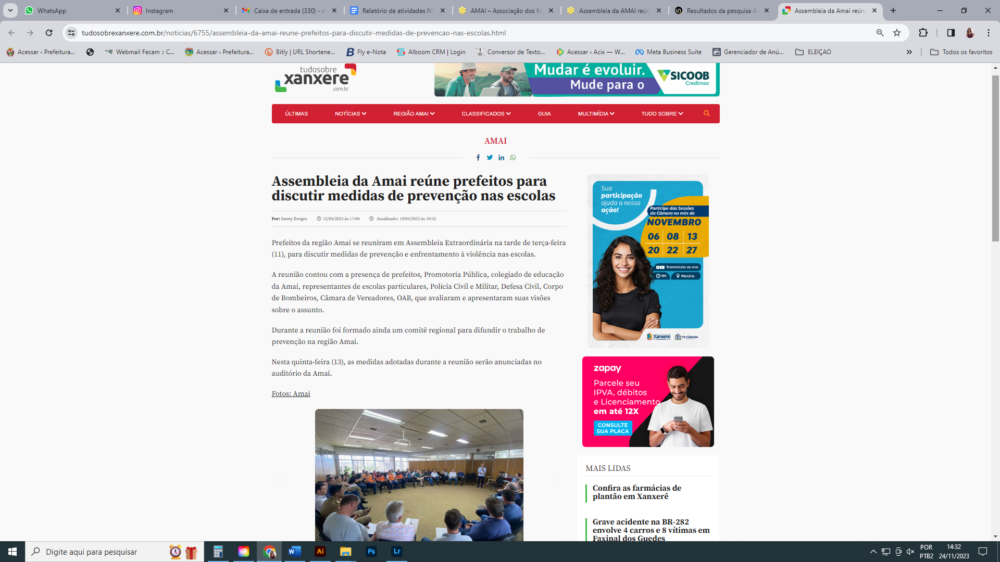 WhatsApp
Instagram
Caixa de entrada (330) - a
Relatório de atividades NO
AMAI – Associação dos M
Assembleia da AMAI reún
Resultados da pesquisa A
Assembleia da Amai reún
tudosobrexanxere.com.br/noticias/6755/assembleia-da-amai-reune-prefeitos-para-discutir-medidas-de-prevencao-nas-escolas.html
Acessar ‹ Prefeitura...
Webmail Fecam :: C...
Acessar ‹ Prefeitura...
Bitly | URL Shortene...
Fly e-Nota
Alboom CRM | Login
Conversor de Texto...
Acessar ‹ Acix — W...
Meta Business Suite
Gerenciador de Anú...
ELEIÇAO
Todos os favoritos
tudosobre
xanxere
.com.br
Mudar é evoluir.
Mude para o
SICOOB
Credimoc
ÚLTIMAS
NOTÍCIAS
REGIÃO AMAI
CLASSIFICADOS
GUIA
MULTIMÍDIA
TUDO SOBRE
AMAI
Assembleia da Amai reúne prefeitos para
discutir medidas de prevenção nas escolas
Por: Sanny Borges 12/04/2023 às 17:00 Atualizado: 19/04/2023 às 19:52
Prefeitos da região Amai se reuniram em Assembleia Extraordinária na tarde de terça-feira
(11), para discutir medidas de prevenção e enfrentamento à violência nas escolas.
A reunião contou com a presença de prefeitos, Promotoria Pública, colegiado de educação
da Amai, representantes de escolas particulares, Polícia Civil e Militar, Defesa Civil, Corpo
de Bombeiros, Câmara de Vereadores, OAB, que avaliaram e apresentaram suas visões
sobre o assunto.
Durante a reunião foi formado ainda um comitê regional para difundir o trabalho de
prevenção na região Amai.
Nesta quinta-feira (13), as medidas adotadas durante a reunião serão anunciadas no
auditório da Amai.
Fotos: Amai
Sua
participação
ajuda a nossa
ação!
Participe das Sessões
da Câmara no mês de
NOVEMBRO
06 08 13
20 22 27
Transmissão ao vivo
19h
Plenário
Xanxerê
TV CÂMARA
zapay
Parcele seu
IPVA, débitos
e Licenciamento
em até 12X
CONSULTE
SUA PLACA
MAIS LIDAS
Confira as farmácias de
plantão em Xanxerê
Grave acidente na BR-282
envolve 4 carros e 8 vítimas em
Faxinal dos Guedes
Digite aqui para pesquisar
Ai
Ps
Lr
POR
PTB2
14:32
24/11/2023